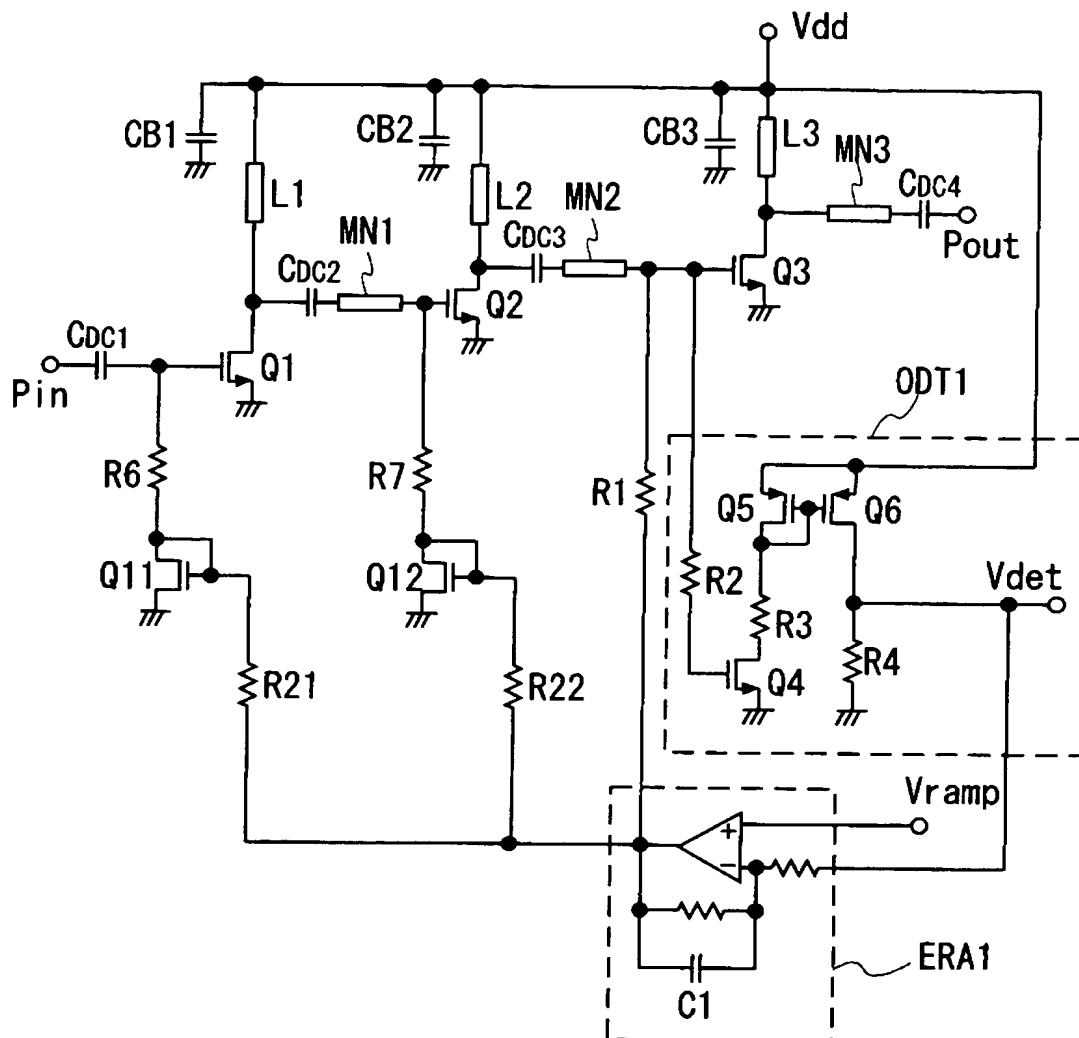 Vdd
CB1
CB2
CB3
L3
MN3
L1
L2
MN2
CDC4
MN1
CDC3
Pout
CDC2
Q3
Q2
CDC1
Q1
Pin
ODT1
R6
R7
R1
Q5
Q6
Q11
Q12
R2
Vdet
R3
R21
R22
Q4
R4
Vramp
+
−
ERA1
C1